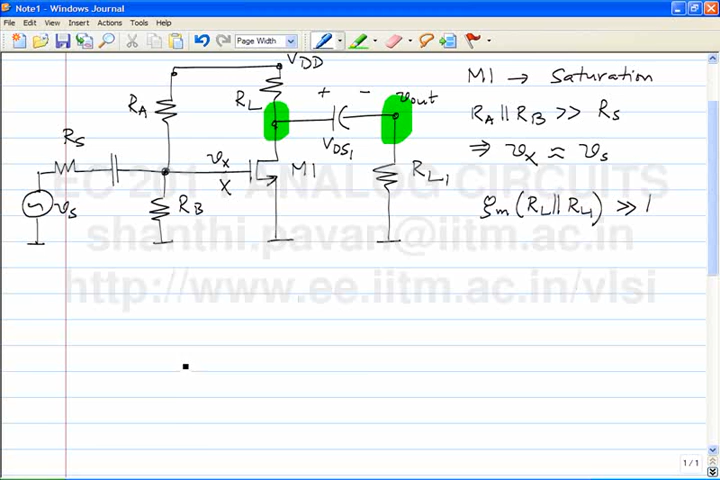 Note1 - Windows Journal
File Edit View Insert Actions Tools Help
Page Width
VDD
M1 → Saturation
RA RL + - vout
RA||RB >> RS
RS VDS1
vx M1 ⇒ vx ≈ vs
X RL1
vs RB gm(RL||RL1) >> 1
EC 201 ANALOG CIRCUITS
shanthi.pavan@iitm.ac.in
http://www.ee.iitm.ac.in/vlsi
1/1